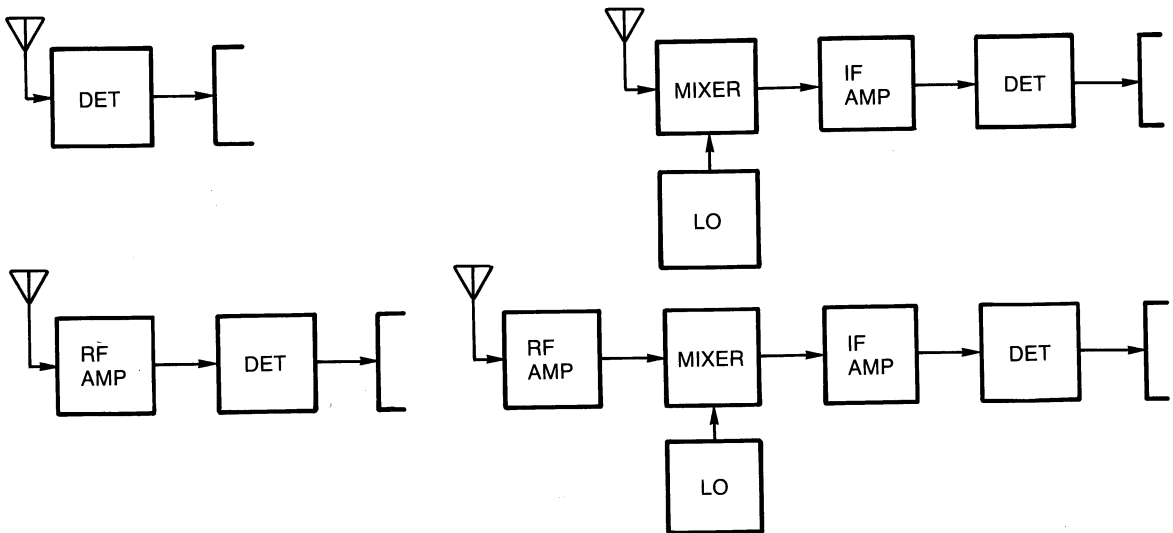 DET
MIXER
IF
AMP
DET
LO
RF
AMP
DET
RF
AMP
MIXER
IF
AMP
DET
LO